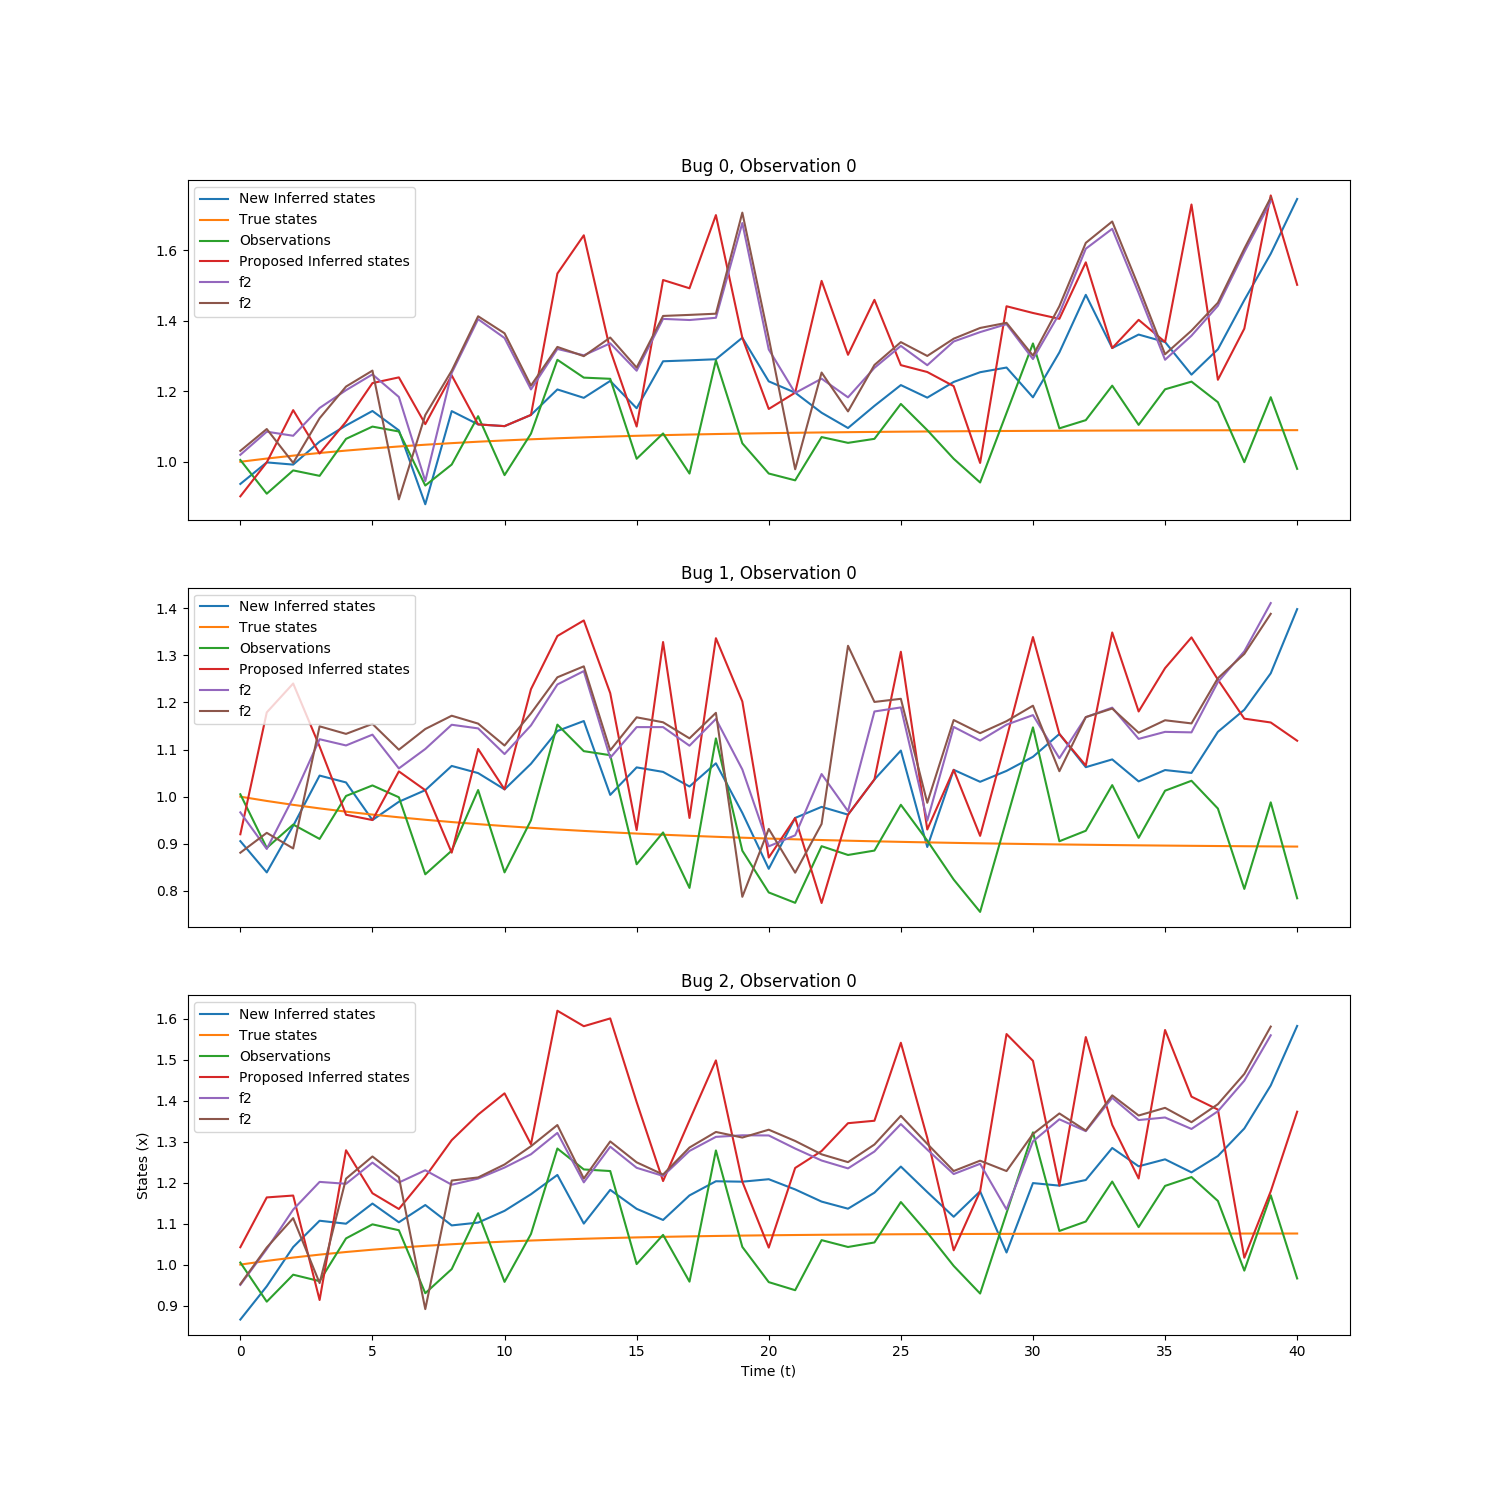 Bug 0, Observation 0
New Inferred states
True states
Observations
Proposed Inferred states
f2
f2
1.6
1.4
1.2
1.0
Bug 1, Observation 0
New Inferred states
True states
Observations
Proposed Inferred states
f2
f2
1.4
1.3
1.2
1.1
1.0
0.9
0.8
Bug 2, Observation 0
New Inferred states
True states
Observations
Proposed Inferred states
f2
f2
1.6
1.5
1.4
1.3
1.2
1.1
1.0
0.9
States (x)
0 5 10 15 20 25 30 35 40
Time (t)